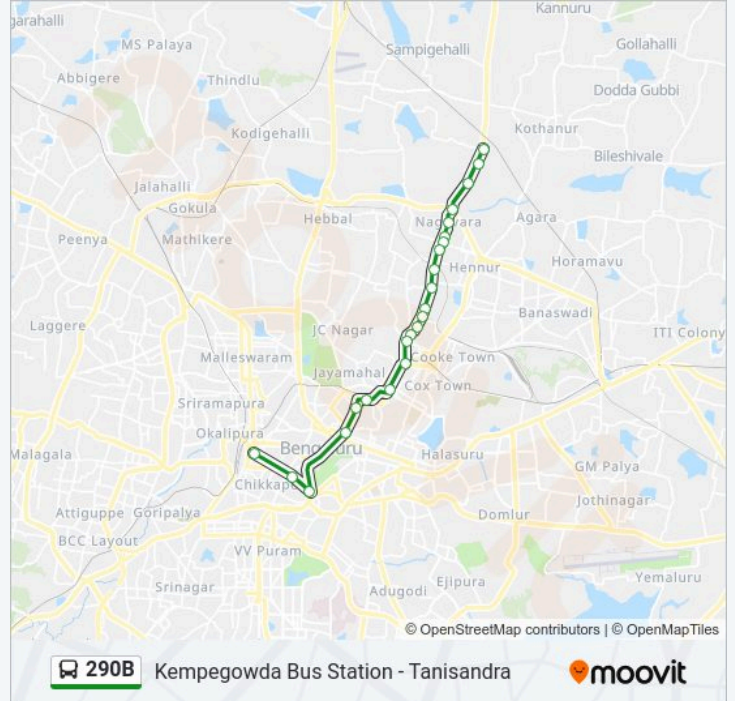 garahalli
Kannuru
MS Palaya
Sampigehalli
Gollahalli
Abbigere
Thindlu
Dodda Gubbi
Kodigehalli
Kothanur
Bileshivale
Jalahalli
Gokula
Hebbal
Nagavara
Agara
Peenya
Mathikere
Hennur
Horamavu
Banaswadi
Laggere
JC Nagar
ITI Colony
Malleswaram
Cooke Town
Jayamahal
Cox Town
Sriramapura
Okalipura
Malagala
Bengaluru
Halasuru
GM Palya
Chikkape
Jothinagar
Attiguppe
Goripalya
Domlur
BCC Layout
VV Puram
Ejipura
Yemaluru
Srinagar
Adugodi
© OpenStreetMap contributors | © OpenMapTiles
290B Kempegowda Bus Station - Tanisandra moovit